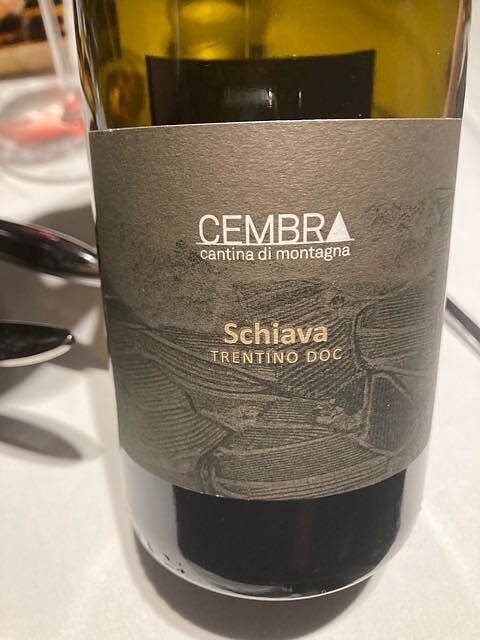 CEMBRA
cantina di montagna
Schiava
TRENTINO DOC